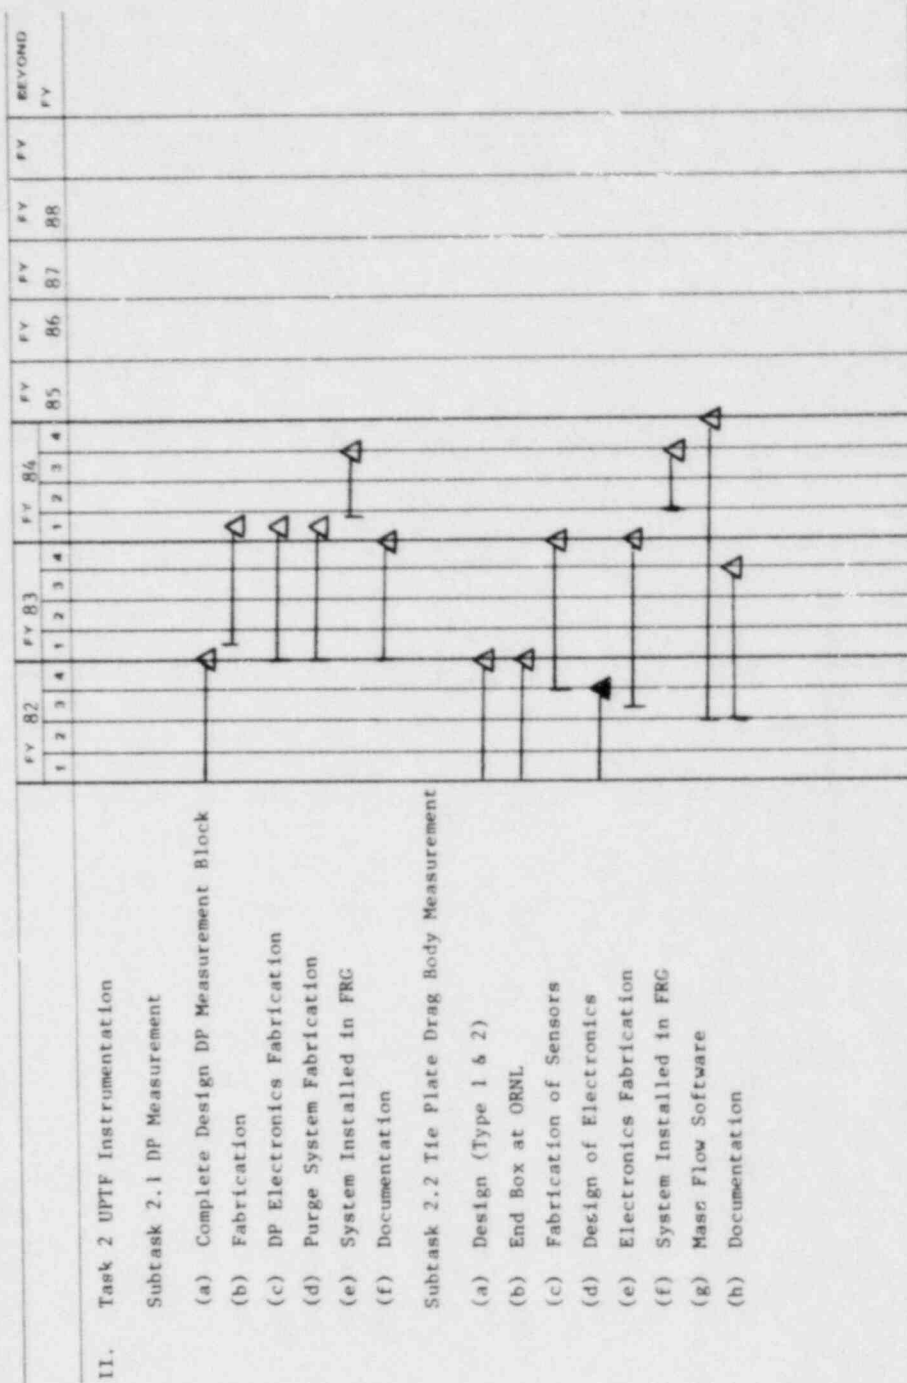 FY 82 FY 83 FY 84 FY FY FY FY FY BEYOND
1 2 3 4 1 2 3 4 1 2 3 4 85 86 87 88 FY
II. Task 2 UPTF Instrumentation
Subtask 2.1 DP Measurement
(a) Complete Design DP Measurement Block
(b) Fabrication
(c) DP Electronics Fabrication
(d) Purge System Fabrication
(e) System Installed in FRG
(f) Documentation
Subtask 2.2 Tie Plate Drag Body Measurement
(a) Design (Type 1 & 2)
(b) End Box at ORNL
(c) Fabrication of Sensors
(d) Design of Electronics
(e) Electronics Fabrication
(f) System Installed in FRG
(g) Mass Flow Software
(h) Documentation